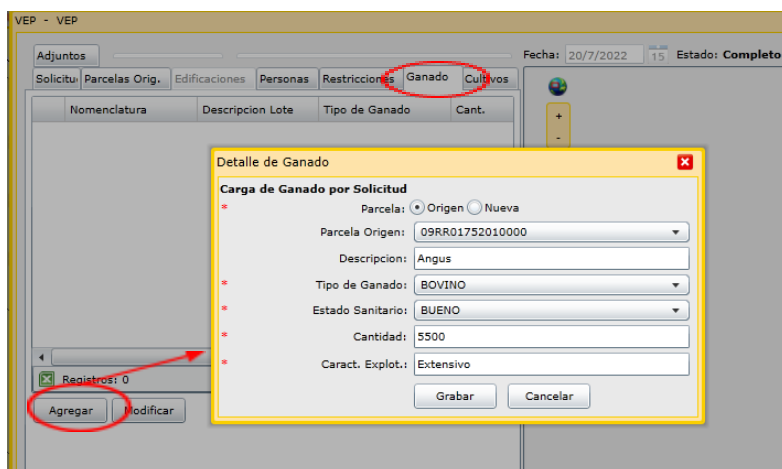 VEP - VEP
Adjuntos
Fecha: 20/7/2022 15 Estado: Completo
Solicitu Parcelas Orig. Edificaciones Personas Restricciones Ganado Cultivos
Nomenclatura Descripcion Lote Tipo de Ganado Cant.
+
-
Detalle de Ganado
Carga de Ganado por Solicitud
* Parcela: Origen Nueva
Parcela Origen: 09RR01752010000
Descripcion: Angus
* Tipo de Ganado: BOVINO
* Estado Sanitario: BUENO
* Cantidad: 5500
* Caract. Explot.: Extensivo
Grabar Cancelar
Registros: 0
Agregar Modificar